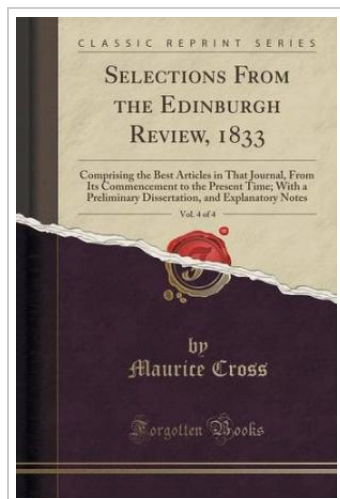 CLASSIC REPRINT SERIES
SELECTIONS FROM
THE EDINBURGH
REVIEW, 1833
Comprising the Best Articles in That Journal, From
Its Commencement to the Present Time; With a
Preliminary Dissertation, and Explanatory Notes
Vol. 4 of 4
by
Maurice Cross
Forgotten Books